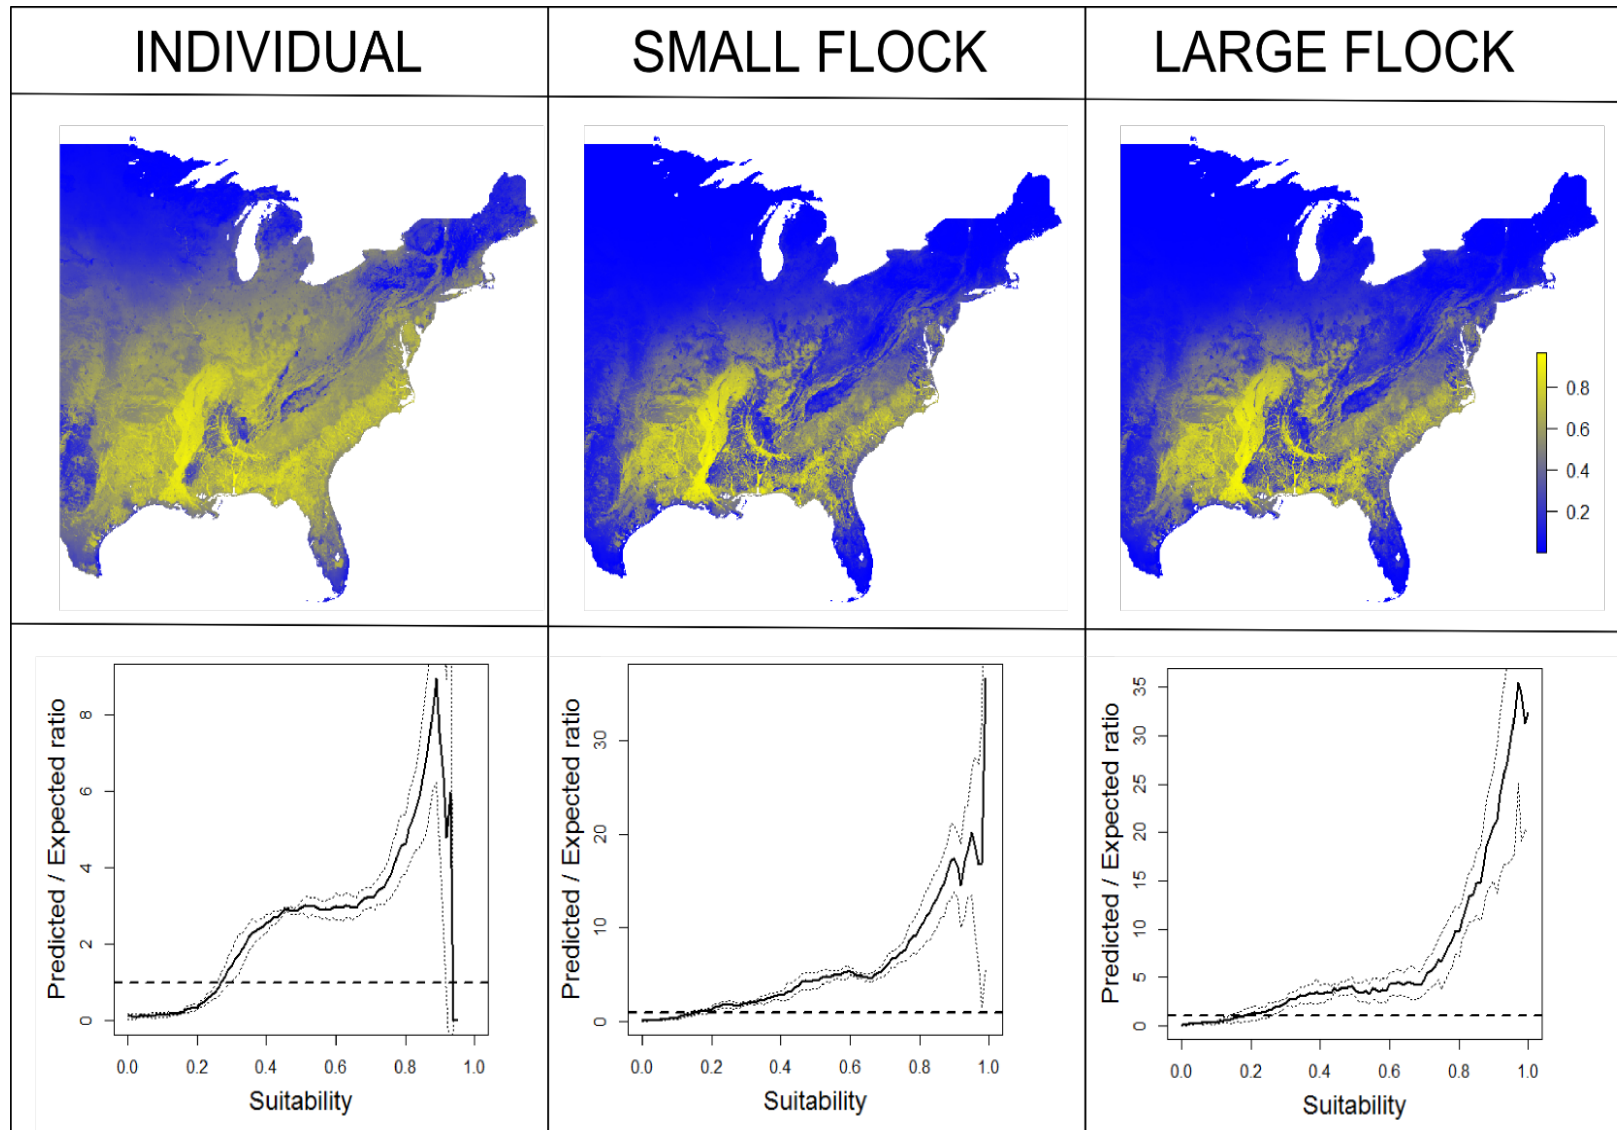 INDIVIDUAL
SMALL FLOCK
LARGE FLOCK
0.8
0.6
0.4
0.2
Predicted / Expected ratio
8
6
4
2
0
0.0 0.2 0.4 0.6 0.8 1.0
Suitability
Predicted / Expected ratio
30
20
10
0
0.0 0.2 0.4 0.6 0.8 1.0
Suitability
Predicted / Expected ratio
35
30
25
20
15
10
5
0
0.0 0.2 0.4 0.6 0.8 1.0
Suitability